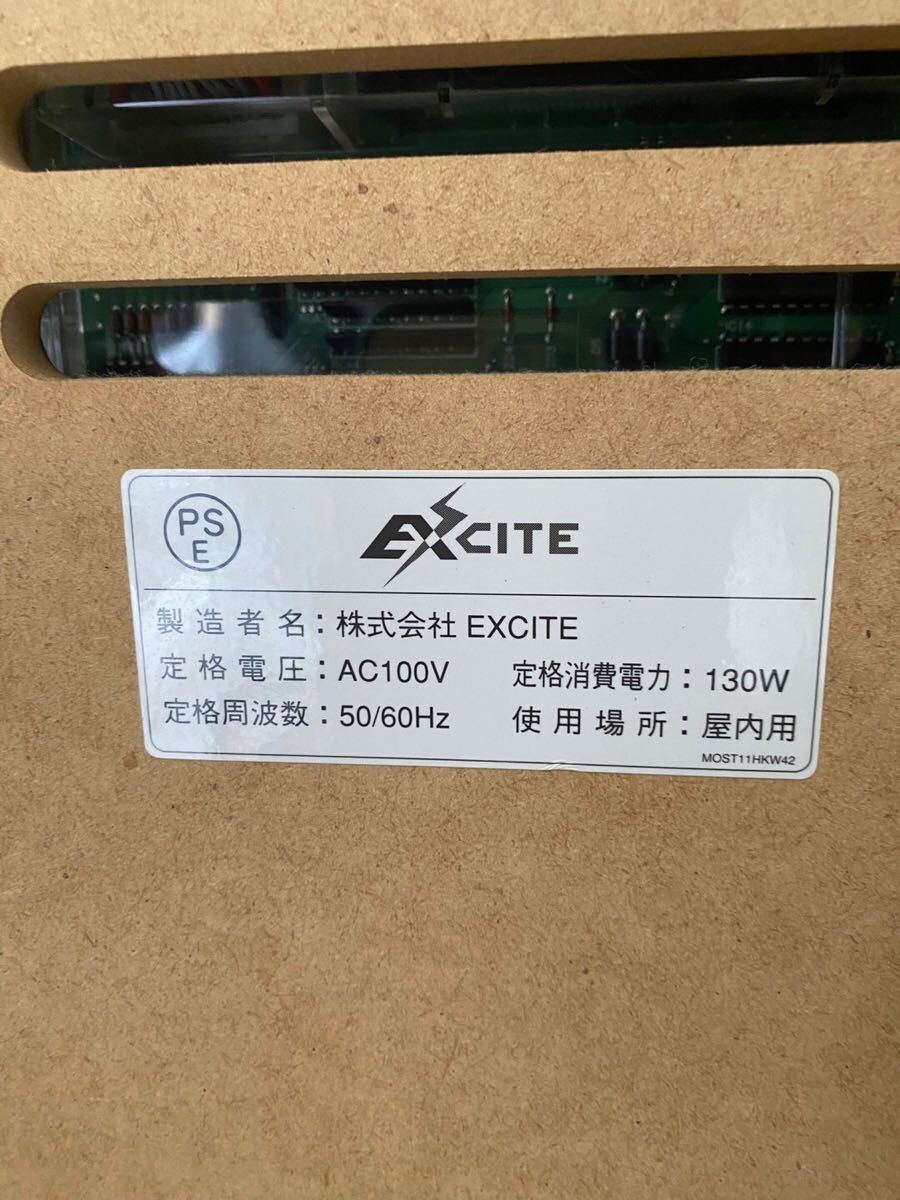 PS
E
EXCITE
製造者名：株式会社 EXCITE
定格電圧：AC100V 定格消費電力：130W
定格周波数：50/60Hz 使用場所：屋内用
MOST11HKW42